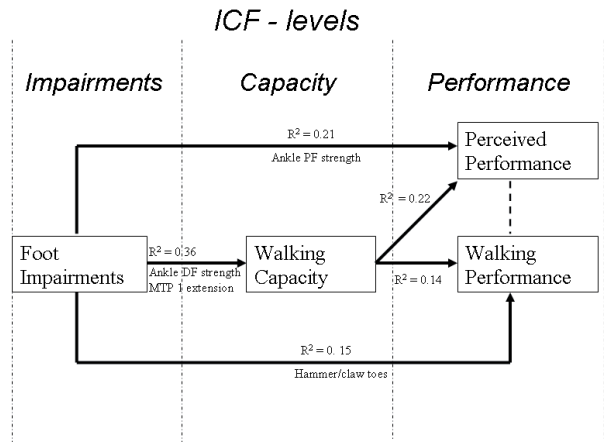 ICF - levels
Impairments
Capacity
Performance
R² = 0.21
Ankle PF strength
Perceived
Performance
R² = 0.22
Foot
Impairments
R² = 0.36
Ankle DF strength
MTP 1 extension
Walking
Capacity
R² = 0.14
Walking
Performance
R² = 0. 15
Hammer/claw toes